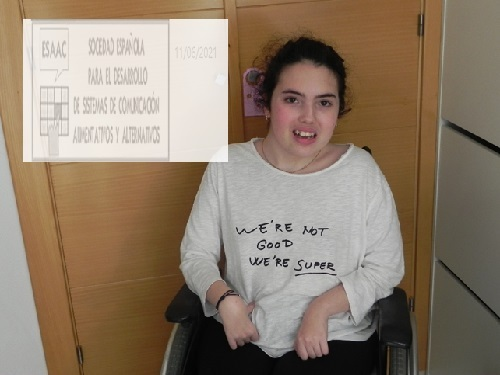 ESAAC
SOCIEDAD ESPAÑOLA
PARA EL DESARROLLO
DE SISTEMAS DE COMUNICACIÓN
AUMENTATIVOS Y ALTERNATIVOS
11/05/2021
WE'RE NOT
GOOD
WE'RE SUPER